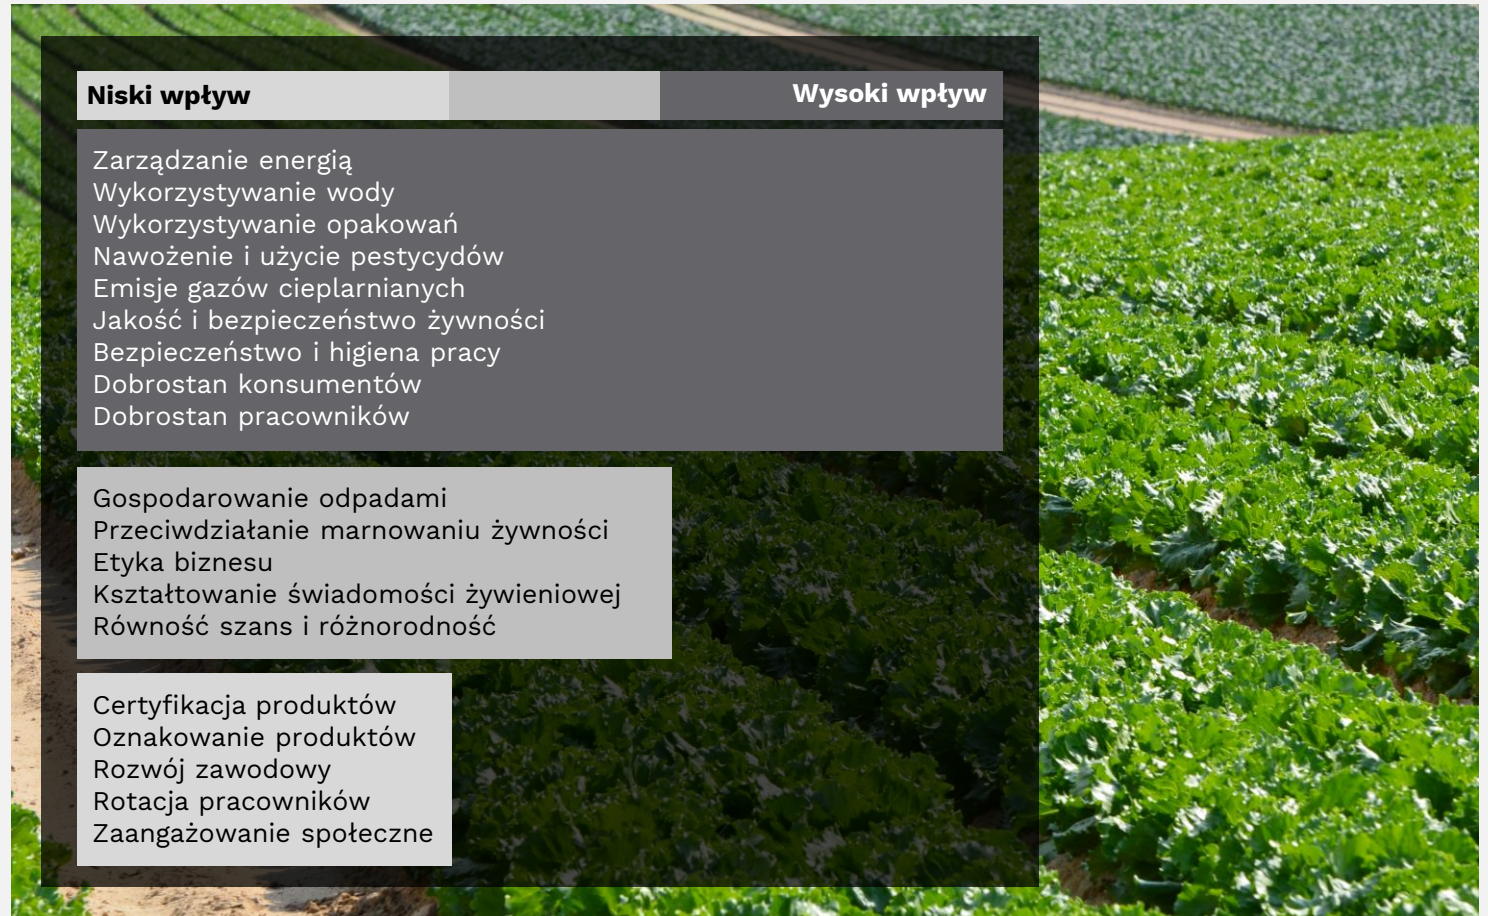 Niski wpływ
Wysoki wpływ
Zarządzanie energią
Wykorzystywanie wody
Wykorzystywanie opakowań
Nawożenie i użycie pestycydów
Emisje gazów cieplarnianych
Jakość i bezpieczeństwo żywności
Bezpieczeństwo i higiena pracy
Dobrostan konsumentów
Dobrostan pracowników
Gospodarowanie odpadami
Przeciwdziałanie marnowaniu żywności
Etyka biznesu
Kształtowanie świadomości żywieniowej
Równość szans i różnorodność
Certyfikacja produktów
Oznakowanie produktów
Rozwój zawodowy
Rotacja pracowników
Zaangażowanie społeczne